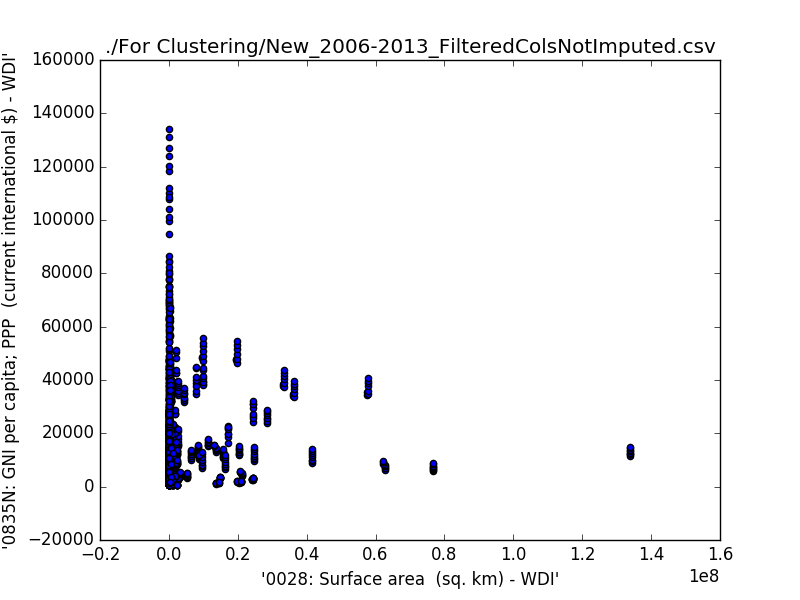 ./For Clustering/New_2006-2013_FilteredColsNotImputed.csv
'0835N: GNI per capita; PPP  (current international $) - WDI'
160000
140000
120000
100000
80000
60000
40000
20000
0
−20000
−0.2 0.0 0.2 0.4 0.6 0.8 1.0 1.2 1.4 1.6
1e8
'0028: Surface area  (sq. km) - WDI'